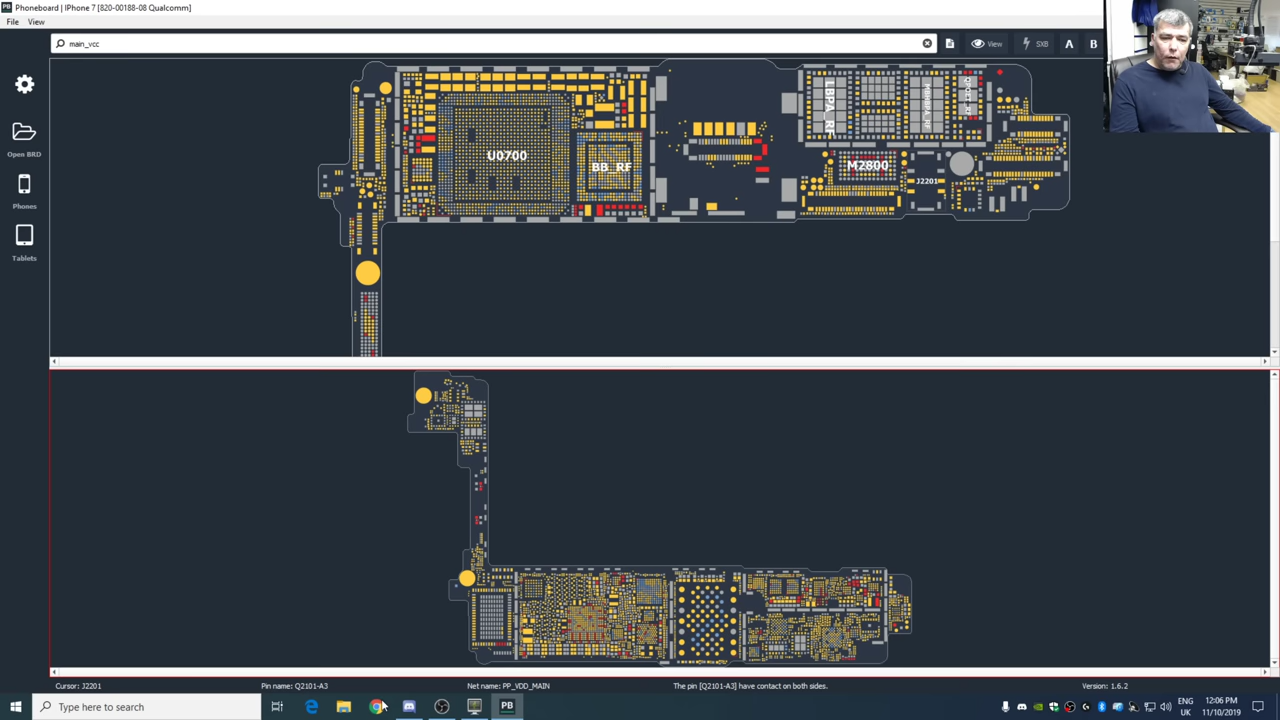 Phoneboard | IPhone 7 [820-00188-08 Qualcomm]
File View
main_vcc
View
SXB
A
B
Open BRD
Phones
Tablets
U0700
BB_RF
LBPA_RF
M2800
J2201
Cursor: J2201
Pin name: Q2101-A3
Net name: PP_VDD_MAIN
The pin [Q2101-A3] have contact on both sides.
Version: 1.6.2
Type here to search
PB
ENG
UK
12:06 PM
11/10/2019